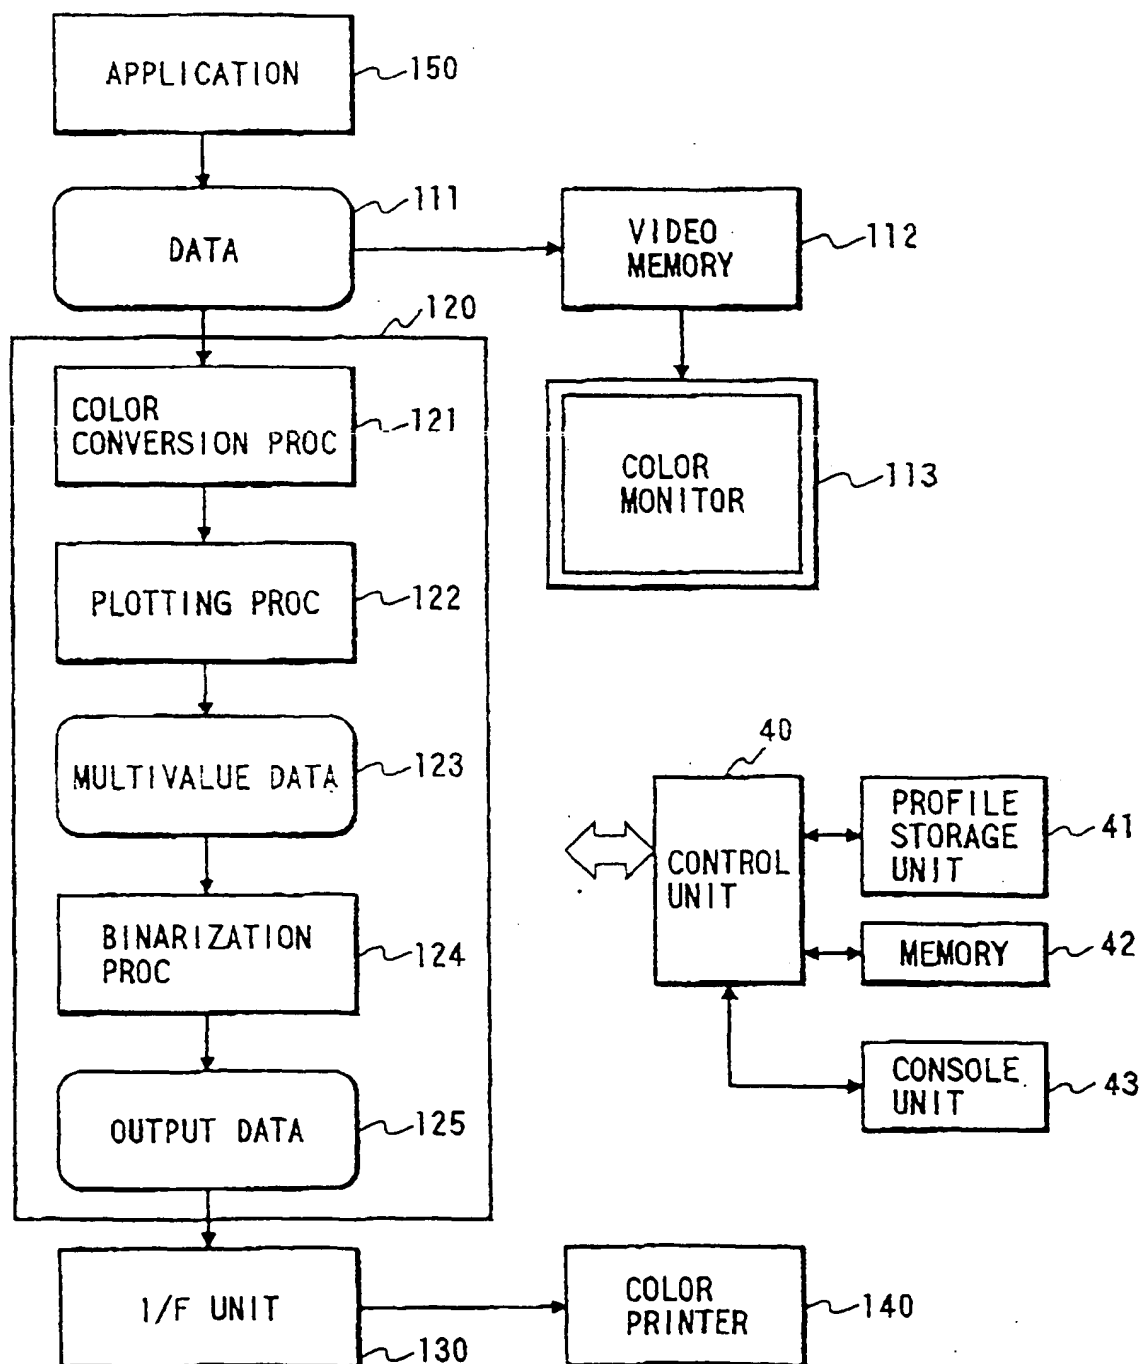 APPLICATION
150
DATA
111
VIDEO
MEMORY
112
120
COLOR
CONVERSION PROC
121
COLOR
MONITOR
113
PLOTTING PROC
122
MULTIVALUE DATA
123
40
CONTROL
UNIT
PROFILE
STORAGE
UNIT
41
MEMORY
42
BINARIZATION
PROC
124
CONSOLE
UNIT
43
OUTPUT DATA
125
I/F UNIT
130
COLOR
PRINTER
140